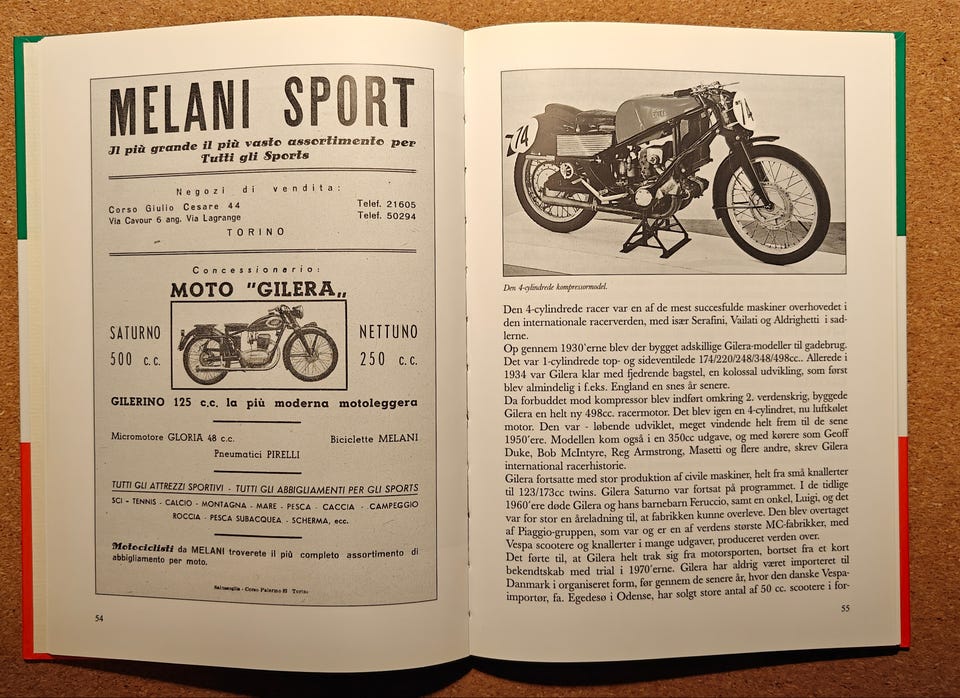 MELANI SPORT
Il più grande il più vasto assortimento per
Tutti gli Sports
Negozi di vendita:
Corso Giulio Cesare 44 Telef. 21605
Via Cavour 6 ang. Via Lagrange Telef. 50294
TORINO
Concessionario:
MOTO "GILERA„
SATURNO NETTUNO
500 c.c. 250 c.c.
GILERINO 125 c.c. la più moderna motoleggera
Micromotore GLORIA 48 c.c. Biciclette MELANI
Pneumatici PIRELLI
TUTTI GLI ATTREZZI SPORTIVI - TUTTI GLI ABBIGLIAMENTI PER GLI SPORTS
SCI - TENNIS - CALCIO - MONTAGNA - MARE - PESCA - CACCIA - CAMPEGGIO
ROCCIA - PESCA SUBACQUEA - SCHERMA, ecc.
Motociclisti da MELANI troverete il più completo assortimento di
abbigliamento per moto.
Corso Palermo Torino
54
74
74
Den 4-cylindrede kompressormodel.
Den 4-cylindrede racer var en af de mest succesfulde maskiner overhovedet i
den internationale racerverden, med især Serafini, Vailati og Aldrighetti i sad-
lerne.
Op gennem 1930´erne blev der bygget adskillige Gilera-modeller til gadebrug.
Det var 1-cylindrede top- og sideventilede 174/220/248/348/498cc.. Allerede i
1934 var Gilera klar med fjedrende bagstel, en kolossal udvikling, som først
blev almindelig i f.eks. England en snes år senere.
Da forbuddet mod kompressor blev indført omkring 2. verdenskrig, byggede
Gilera en helt ny 498cc. racermotor. Det blev igen en 4-cylindret, nu luftkølet
motor. Den var - løbende udviklet, meget vindende helt frem til de sene
1950´ere. Modellen kom også i en 350cc udgave, og med kørere som Geoff
Duke, Bob McIntyre, Reg Armstrong, Masetti og flere andre, skrev Gilera
international racerhistorie.
Gilera fortsatte med stor produktion af civile maskiner, helt fra små knallerter
til 123/173cc twins. Gilera Saturno var fortsat på programmet. I de tidlige
1960´ere døde Gilera og hans barnebarn Feruccio, samt en onkel, Luigi, og det
var for stor en åreladning til, at fabrikken kunne overleve. Den blev overtaget
af Piaggio-gruppen, som var og er en af verdens største MC-fabrikker, med
Vespa scootere og knallerter i mange udgaver, produceret verden over.
Det førte til, at Gilera helt trak sig fra motorsporten, bortset fra et kort
bekendtskab med trial i 1970´erne. Gilera har aldrig været importeret til
Danmark i organiseret form, før gennem de senere år, hvor den danske Vespa-
importør, fa. Egedesø i Odense, har solgt store antal af 50 cc. scootere i for-
55